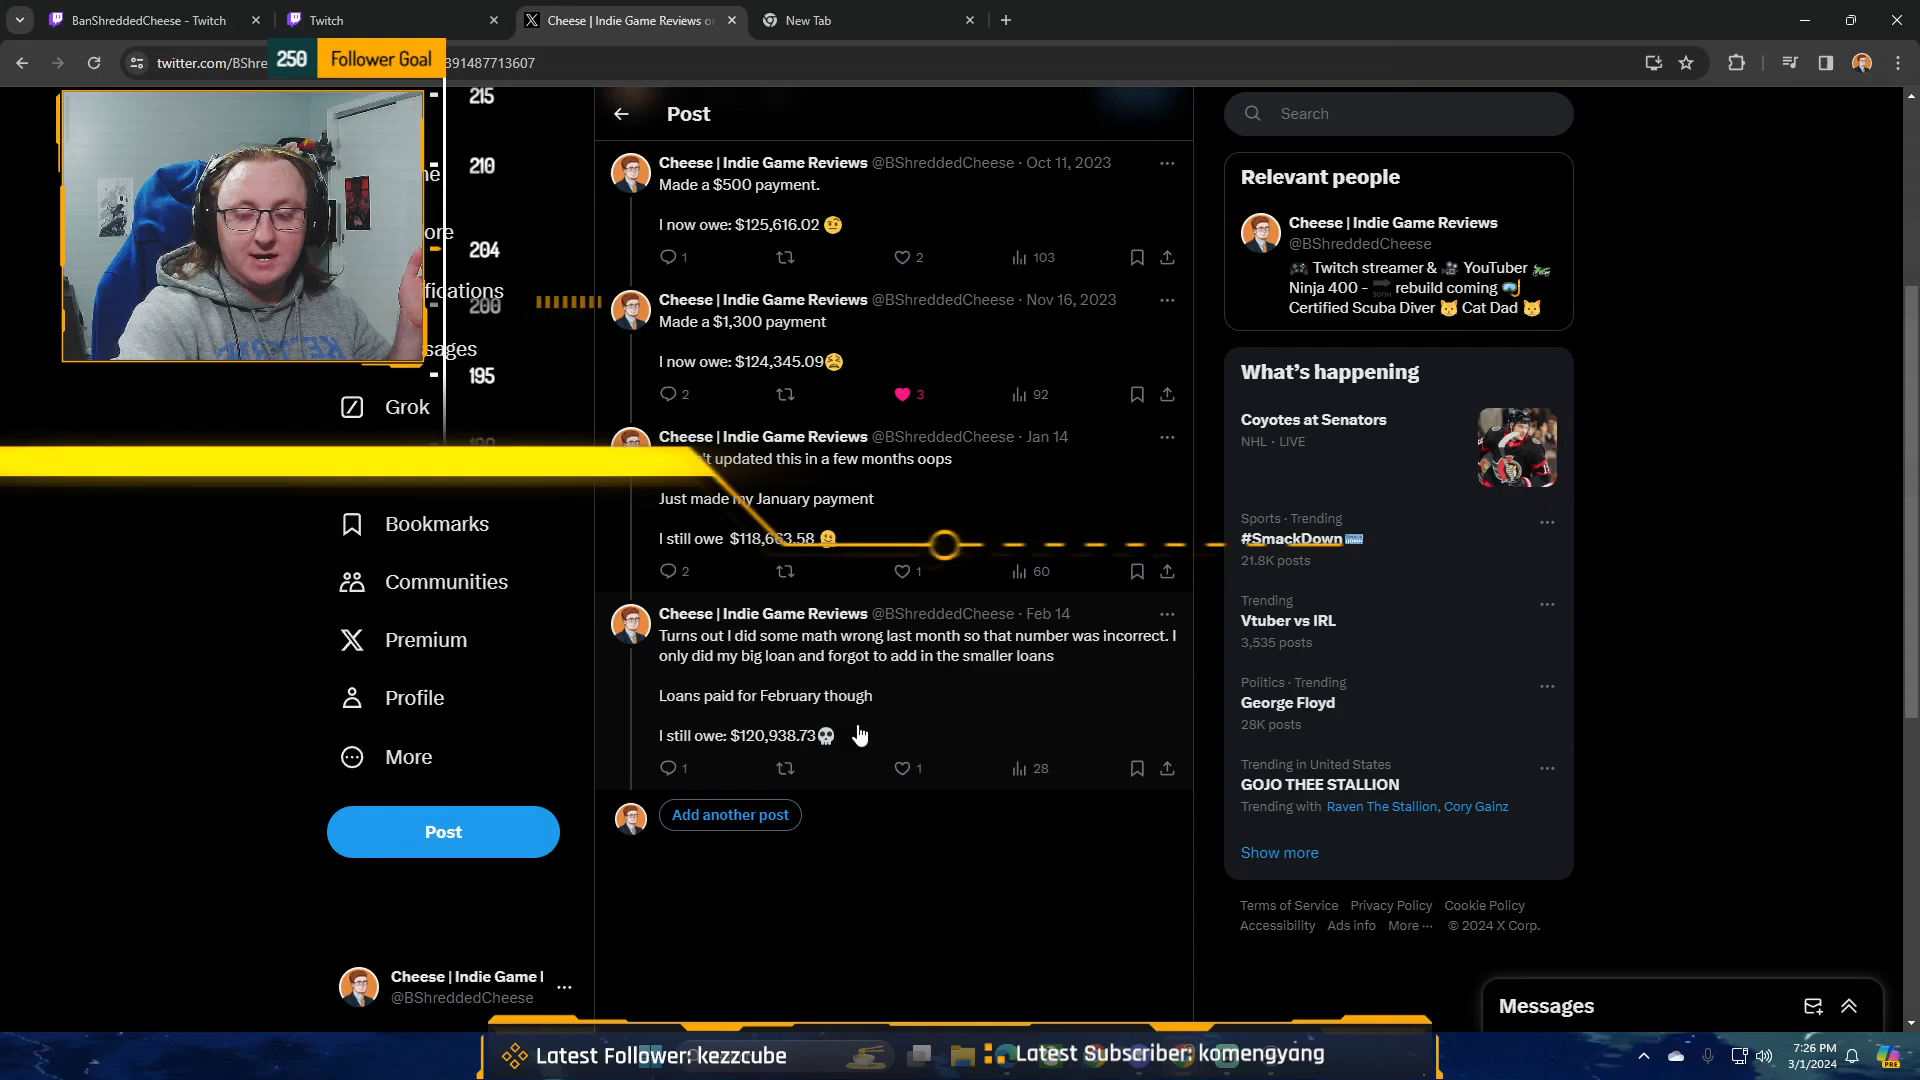 BanShreddedCheese - Twitch
Twitch
Cheese | Indie Game Reviews
New Tab
twitter.com/BShre
391487713607
250
Follower Goal
215
210
204
200
195
Grok
Bookmarks
Communities
Premium
Profile
More
Post
Cheese | Indie Game
@BShreddedCheese
Post
Cheese | Indie Game Reviews @BShreddedCheese · Oct 11, 2023
Made a $500 payment.
I now owe: $125,616.02 🤨
1
2
103
Cheese | Indie Game Reviews @BShreddedCheese · Nov 16, 2023
Made a $1,300 payment
I now owe: $124,345.09😫
2
3
92
Cheese | Indie Game Reviews @BShreddedCheese · Jan 14
't updated this in a few months oops
Just made my January payment
I still owe $118,663.58 🫠
2
1
60
Cheese | Indie Game Reviews @BShreddedCheese · Feb 14
Turns out I did some math wrong last month so that number was incorrect. I
only did my big loan and forgot to add in the smaller loans
Loans paid for February though
I still owe: $120,938.73💀
1
1
28
Add another post
Search
Relevant people
Cheese | Indie Game Reviews
@BShreddedCheese
🎮 Twitch streamer & 🎥 YouTuber 🏍
Ninja 400 - 🔜 rebuild coming 🤿
Certified Scuba Diver 😼 Cat Dad 😼
What's happening
Coyotes at Senators
NHL · LIVE
Sports · Trending
#SmackDown
21.8K posts
Trending
Vtuber vs IRL
3,535 posts
Politics · Trending
George Floyd
28K posts
Trending in United States
GOJO THEE STALLION
Trending with Raven The Stallion, Cory Gainz
Show more
Terms of Service Privacy Policy Cookie Policy
Accessibility Ads info More ··· © 2024 X Corp.
Messages
Latest Follower: kezzcube
Latest Subscriber: komengyang
7:26 PM
3/1/2024